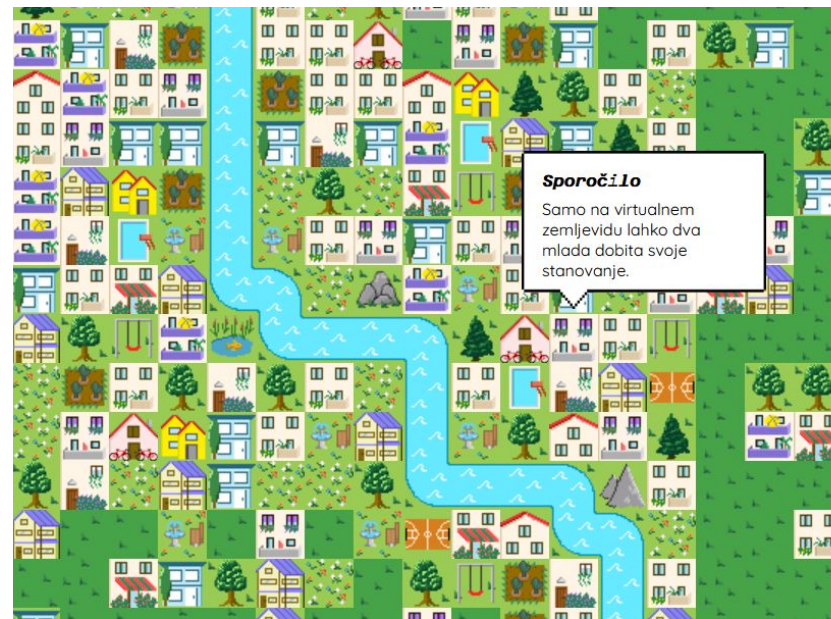 Sporočilo
Samo na virtualnem
zemljevidu lahko dva
mlada dobita svoje
stanovanje.